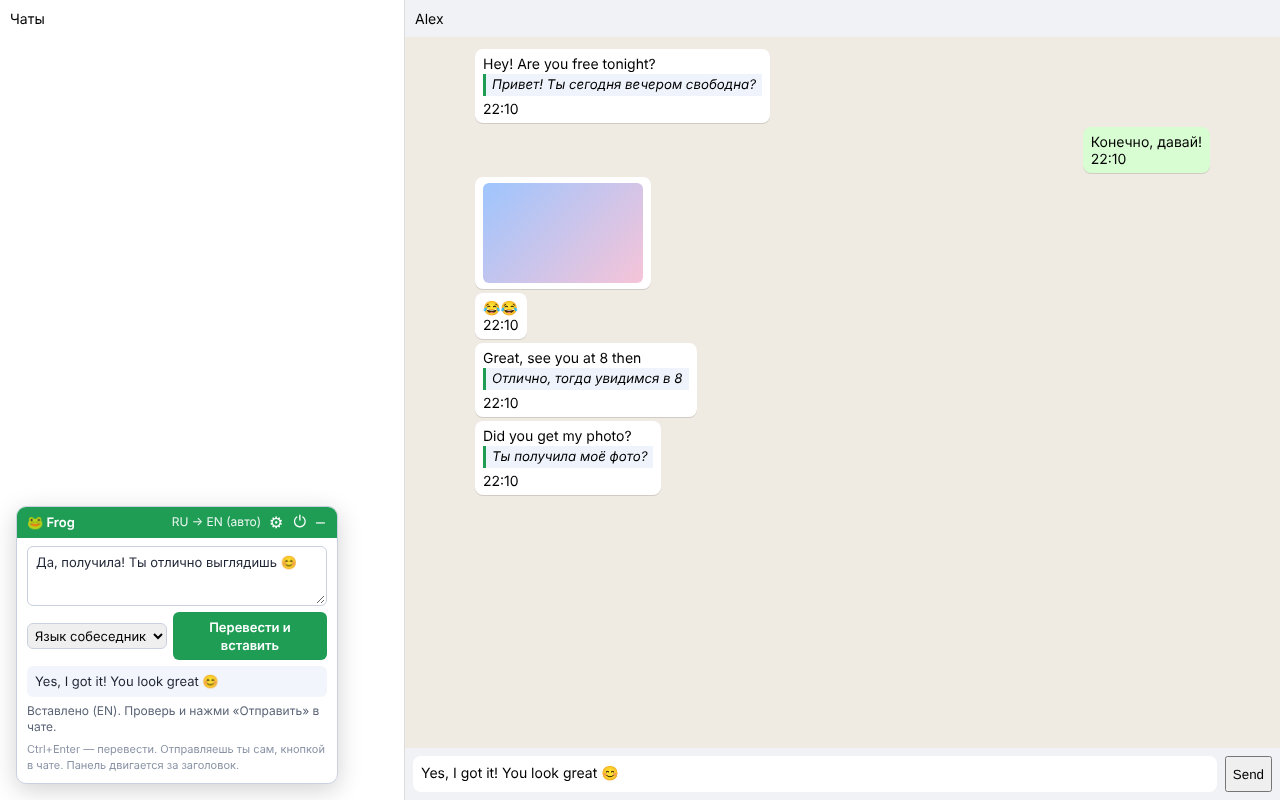 Чаты
Alex
Hey! Are you free tonight?
Привет! Ты сегодня вечером свободна?
22:10
Конечно, давай!
22:10
😂😂
22:10
Great, see you at 8 then
Отлично, тогда увидимся в 8
22:10
Did you get my photo?
Ты получила моё фото?
22:10
🐸 Frog RU → EN (авто) ⚙ ⏻ –
Да, получила! Ты отлично выглядишь 😊
Язык собеседник
Перевести и
вставить
Yes, I got it! You look great 😊
Вставлено (EN). Проверь и нажми «Отправить» в
чате.
Ctrl+Enter — перевести. Отправляешь ты сам, кнопкой
в чате. Панель двигается за заголовок.
Yes, I got it! You look great 😊
Send